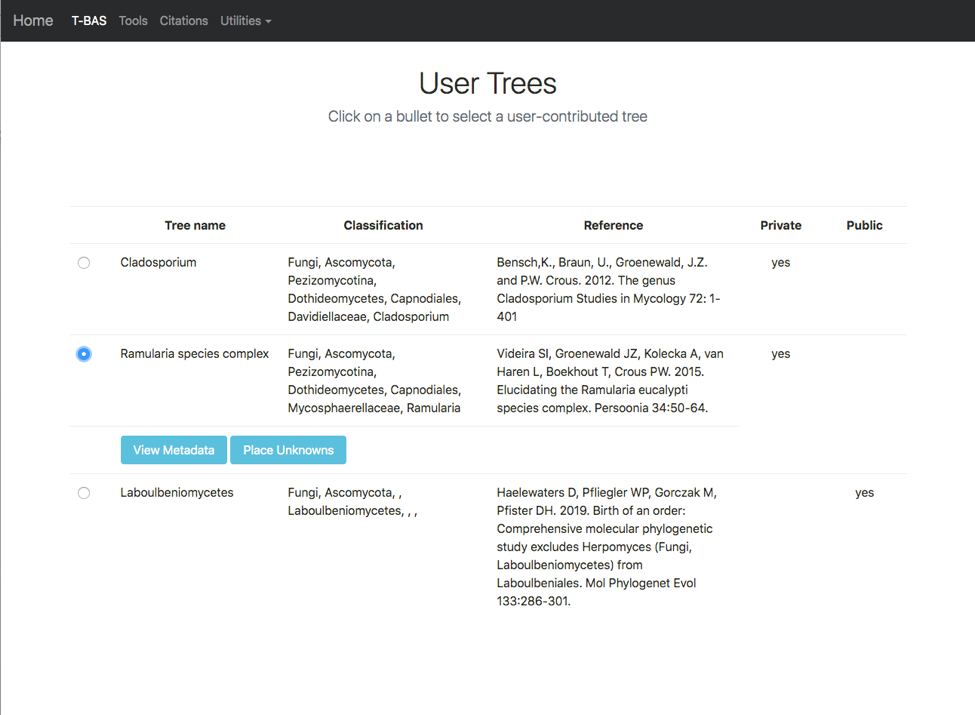 Home T-BAS Tools Citations Utilities
User Trees
Click on a bullet to select a user-contributed tree
Tree name Classification Reference Private Public
Cladosporium
Fungi, Ascomycota,
Pezizomycotina,
Dothideomycetes, Capnodiales,
Davidiellaceae, Cladosporium
Bensch,K., Braun, U., Groenewald, J.Z.
and P.W. Crous. 2012. The genus
Cladosporium Studies in Mycology 72: 1-
401
yes
Ramularia species complex
Fungi, Ascomycota,
Pezizomycotina,
Dothideomycetes, Capnodiales,
Mycosphaerellaceae, Ramularia
Videira SI, Groenewald JZ, Kolecka A, van
Haren L, Boekhout T, Crous PW. 2015.
Elucidating the Ramularia eucalypti
species complex. Persoonia 34:50-64.
yes
View Metadata Place Unknowns
Laboulbeniomycetes
Fungi, Ascomycota, ,
Laboulbeniomycetes, , ,
Haelewaters D, Pfliegler WP, Gorczak M,
Pfister DH. 2019. Birth of an order:
Comprehensive molecular phylogenetic
study excludes Herpomyces (Fungi,
Laboulbeniomycetes) from
Laboulbeniales. Mol Phylogenet Evol
133:286-301.
yes